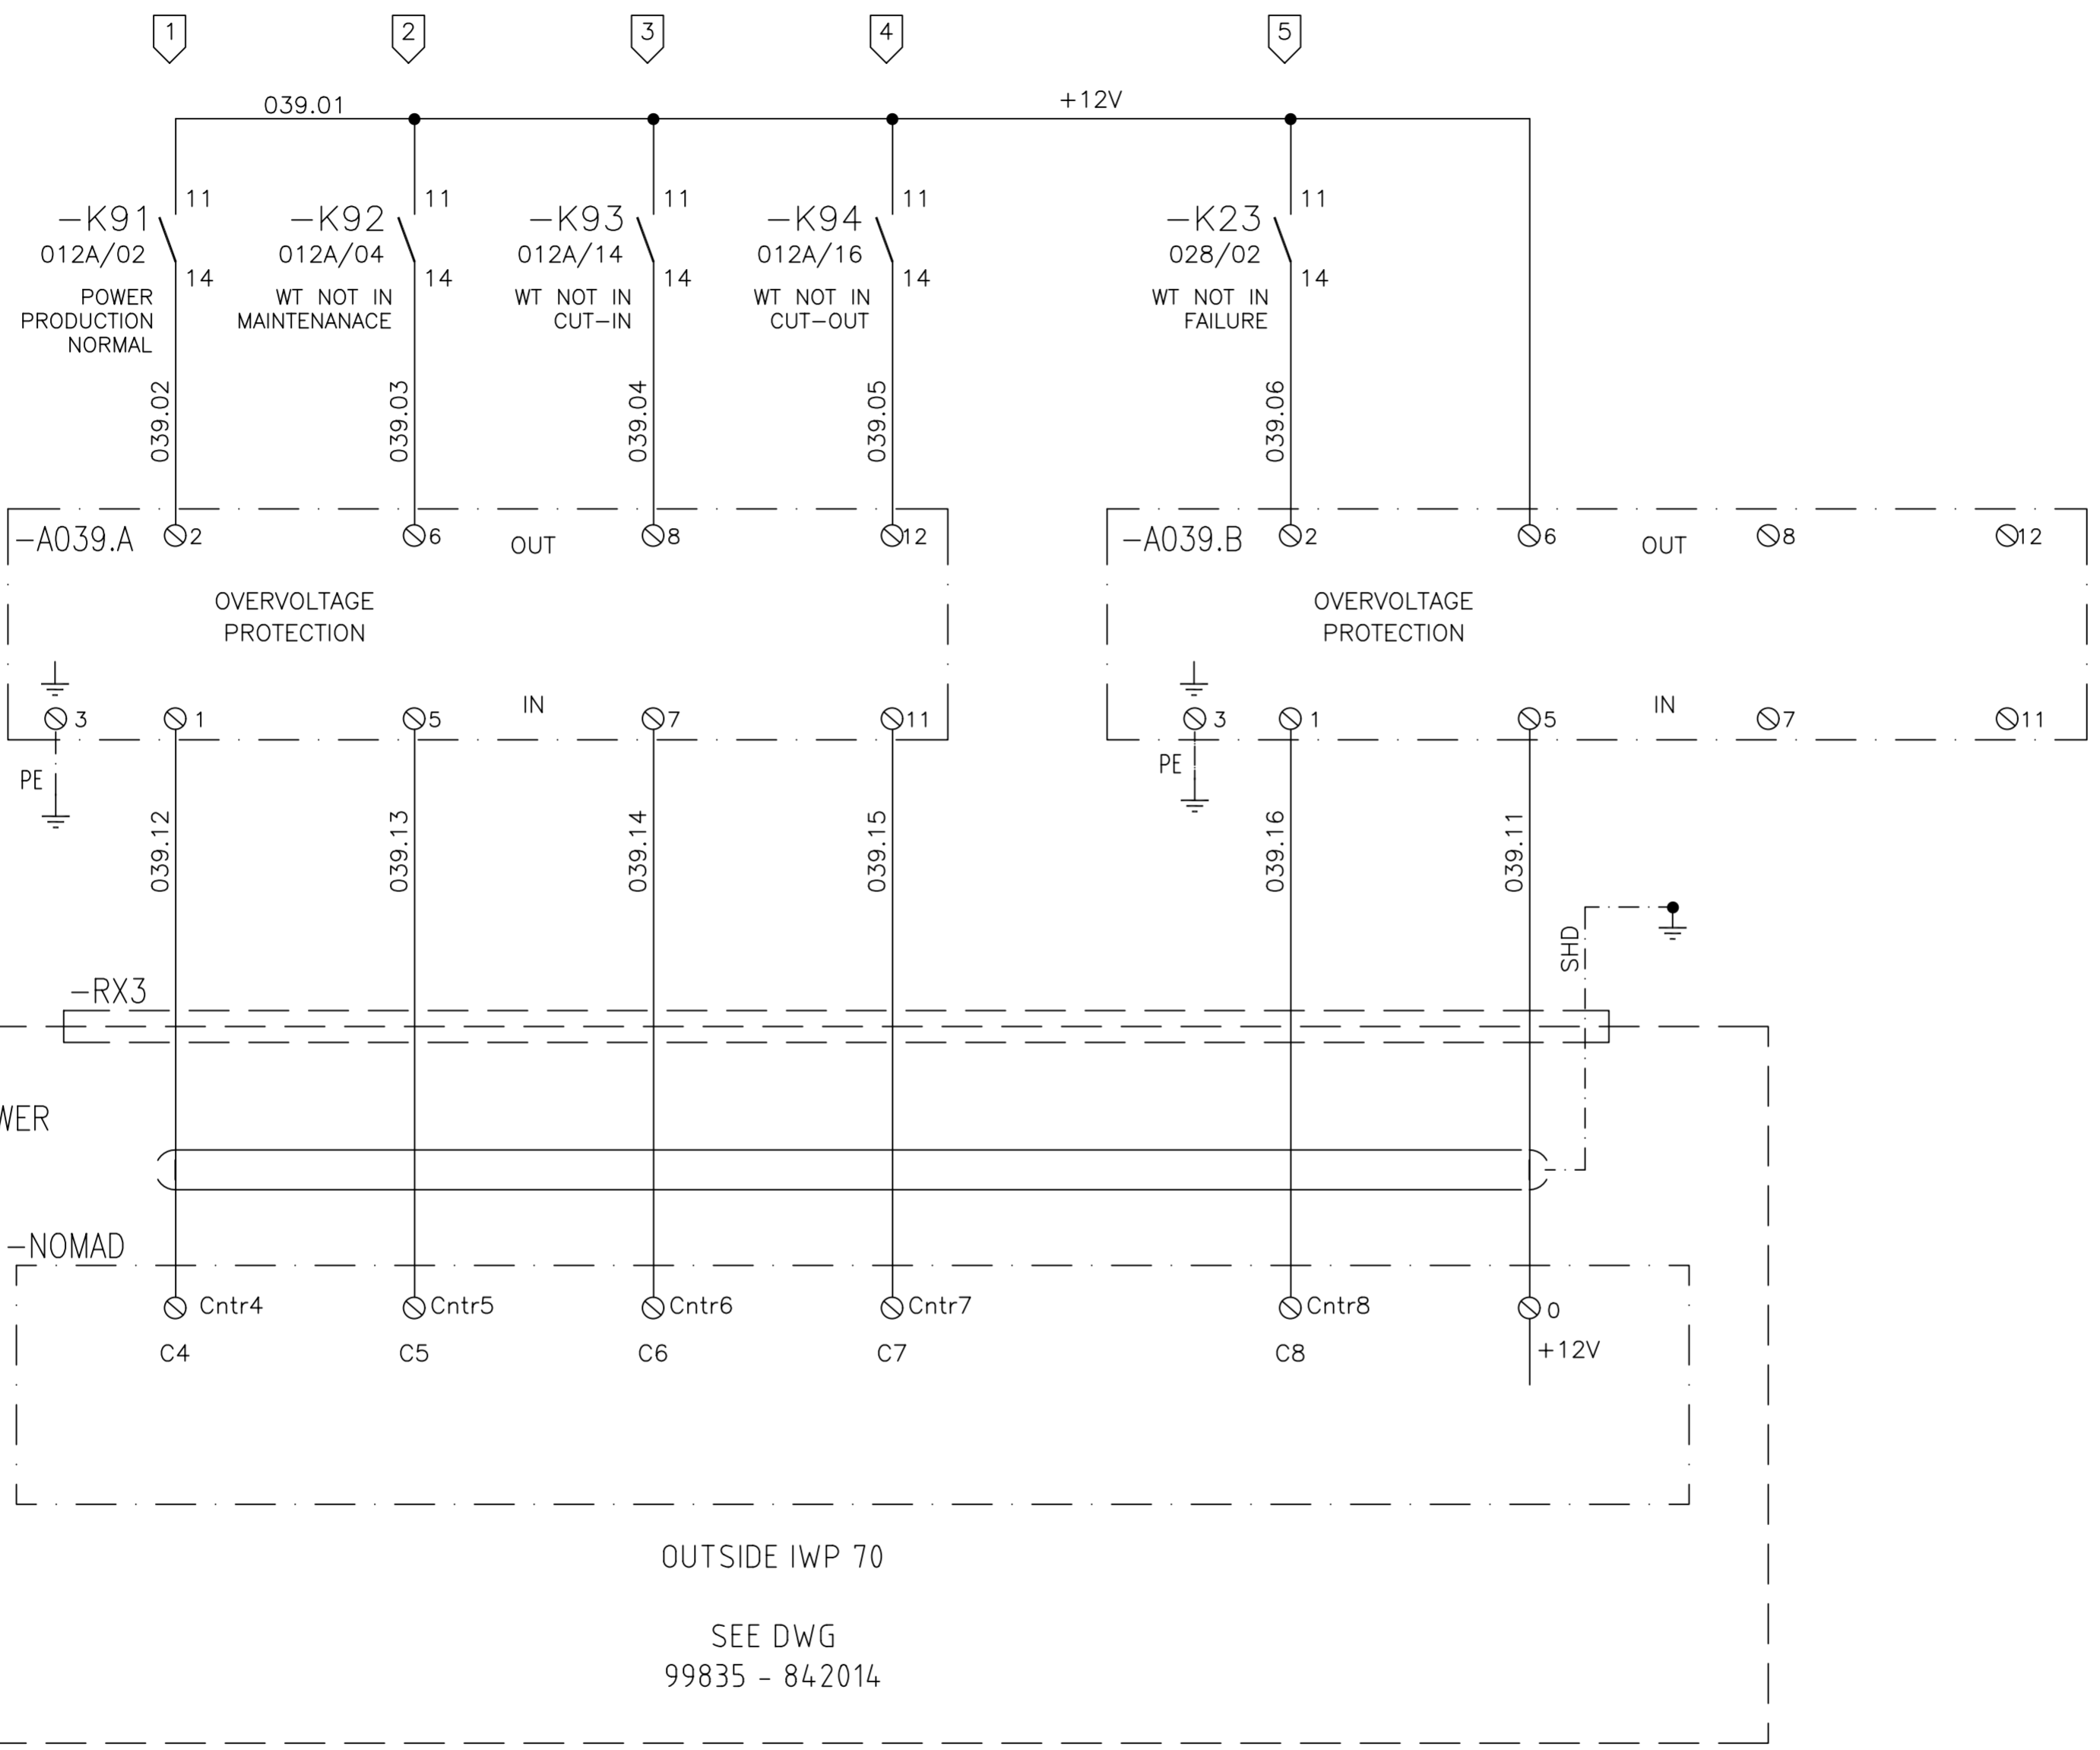 1
2
3
4
5
039.01
+12V
11
11
11
11
11
-K91
-K92
-K93
-K94
-K23
012A/02
012A/04
012A/14
012A/16
028/02
14
14
14
14
14
POWER
PRODUCTION
NORMAL
WT NOT IN
MAINTENANACE
WT NOT IN
CUT-IN
WT NOT IN
CUT-OUT
WT NOT IN
FAILURE
039.02
039.03
039.04
039.05
039.06
-A039.A
2
6
OUT
8
12
-A039.B
2
6
OUT
8
12
OVERVOLTAGE
PROTECTION
OVERVOLTAGE
PROTECTION
3
1
5
IN
7
11
3
1
5
IN
7
11
PE
PE
039.12
039.13
039.14
039.15
039.16
039.11
SHD
-RX3
WER
-NOMAD
Cntr4
Cntr5
Cntr6
Cntr7
Cntr8
0
C4
C5
C6
C7
C8
+12V
OUTSIDE IWP 70
SEE DWG
99835 - 842014